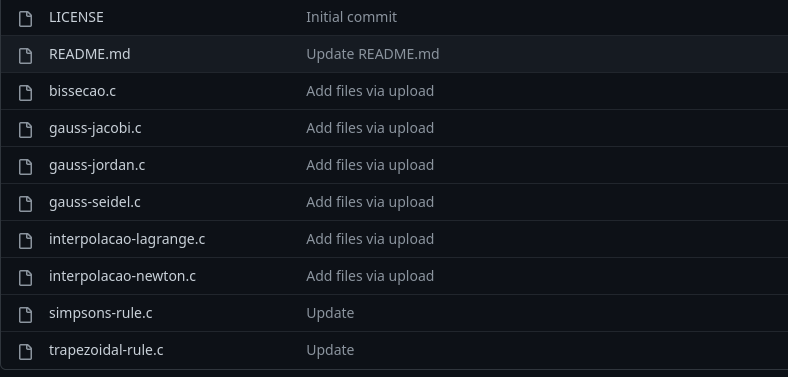 LICENSE Initial commit
README.md Update README.md
bissecao.c Add files via upload
gauss-jacobi.c Add files via upload
gauss-jordan.c Add files via upload
gauss-seidel.c Add files via upload
interpolacao-lagrange.c Add files via upload
interpolacao-newton.c Add files via upload
simpsons-rule.c Update
trapezoidal-rule.c Update